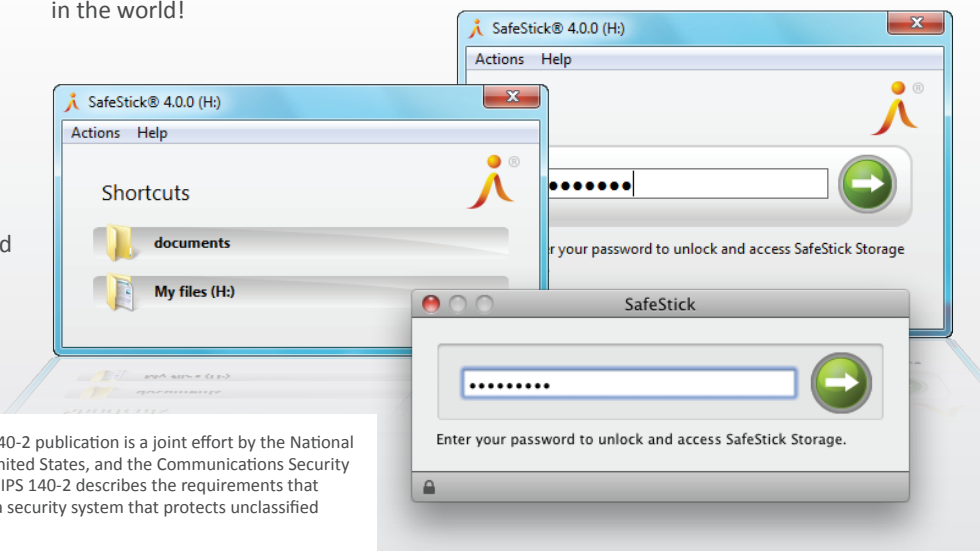 in the world!
SafeStick® 4.0.0 (H:)
Actions Help
®
your password to unlock and access SafeStick Storage
SafeStick® 4.0.0 (H:)
Actions Help
®
Shortcuts
documents
My files (H:)
SafeStick
Enter your password to unlock and access SafeStick Storage.
40-2 publication is a joint effort by the National
United States, and the Communications Security
FIPS 140-2 describes the requirements that
security system that protects unclassified